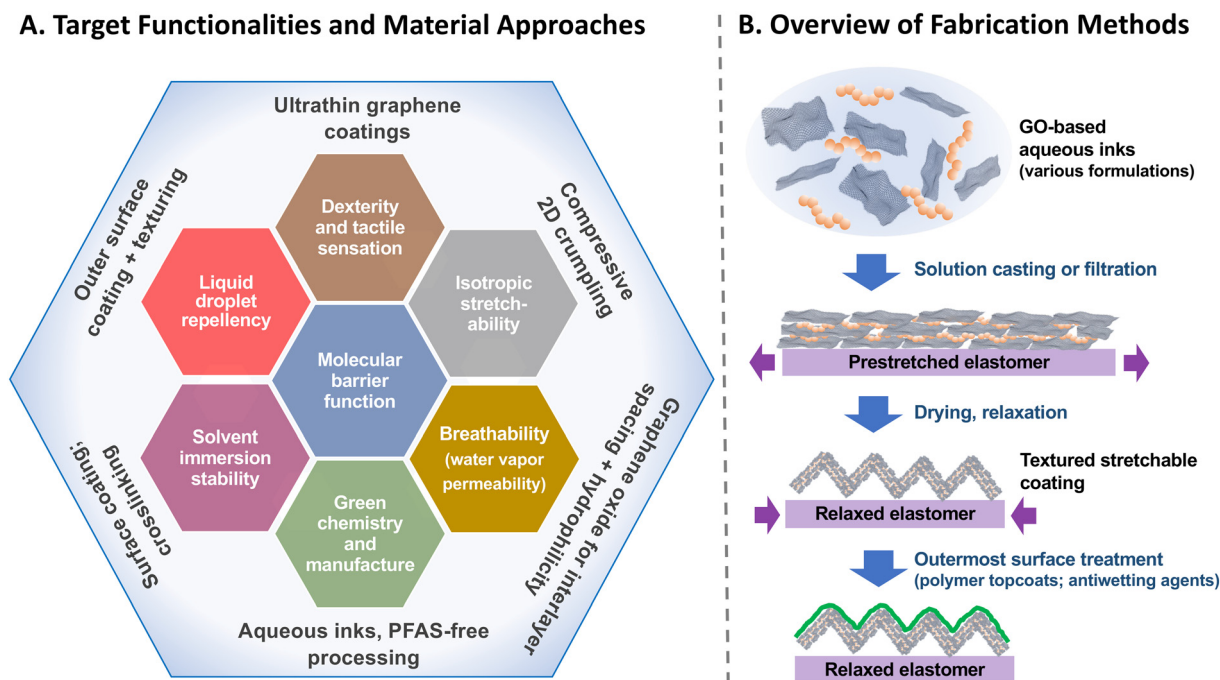 A. Target Functionalities and Material Approaches
Ultrathin graphene
coatings
Outer surface
coating + texturing
Compressive
2D crumpling
Dexterity
and tactile
sensation
Liquid
droplet
repellency
Isotropic
stretch-
ability
Molecular
barrier
function
Solvent
immersion
stability
Breathability
(water vapor
permeability)
Green
chemistry
and
manufacture
Surface coating;
crosslinking
Graphene oxide for interlayer
spacing + hydrophilicity
Aqueous inks, PFAS-free
processing
B. Overview of Fabrication Methods
GO-based
aqueous inks
(various formulations)
Solution casting or filtration
Prestretched elastomer
Drying, relaxation
Textured stretchable
coating
Relaxed elastomer
Outermost surface treatment
(polymer topcoats; antiwetting agents)
Relaxed elastomer